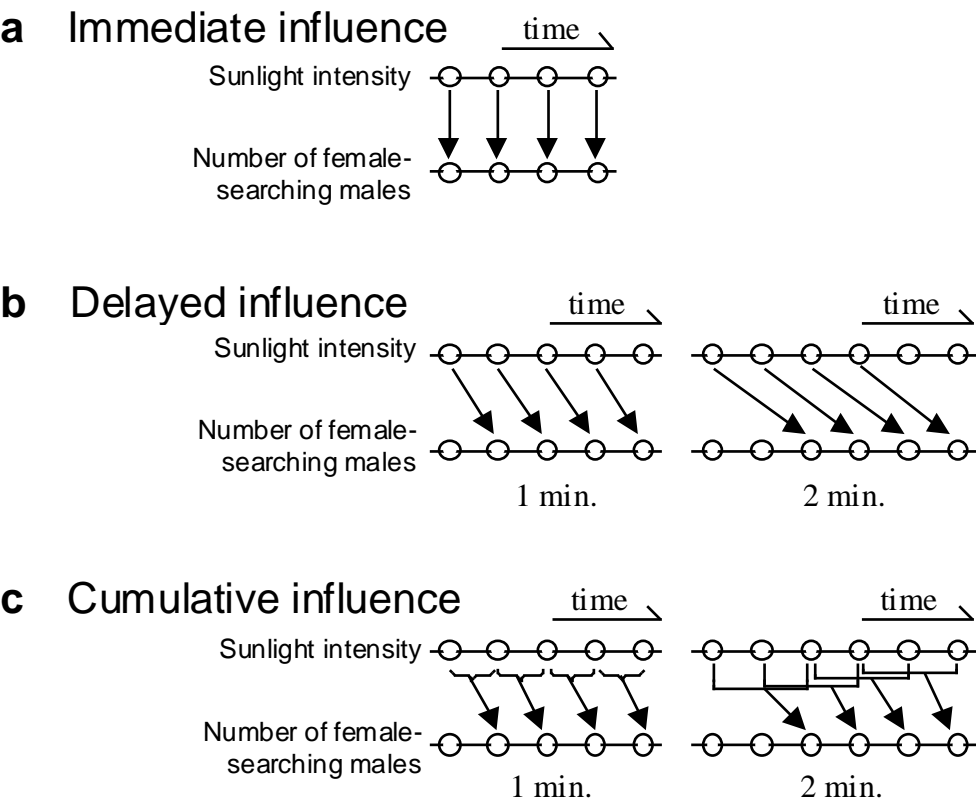 a Immediate influence
time
Sunlight intensity
Number of female-
searching males
b Delayed influence
time
time
Sunlight intensity
Number of female-
searching males
1 min.
2 min.
c Cumulative influence
time
time
Sunlight intensity
Number of female-
searching males
1 min.
2 min.